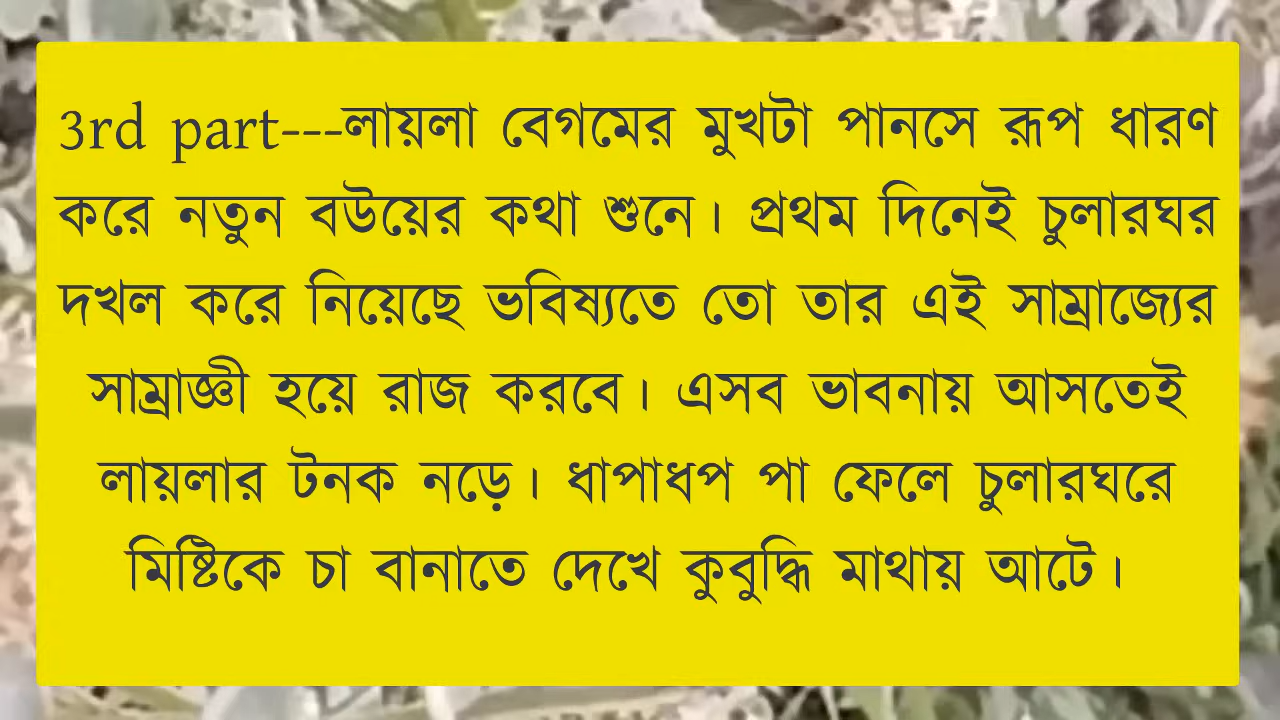 3rd part---লায়লা বেগমের মুখটা পানসে রূপ ধারণ
করে নতুন বউয়ের কথা শুনে। প্রথম দিনেই চুলারঘর
দখল করে নিয়েছে ভবিষ্যতে তো তার এই সাম্রাজ্যের
সাম্রাজ্ঞী হয়ে রাজ করবে। এসব ভাবনায় আসতেই
লায়লার টনক নড়ে। ধাপাধপ পা ফেলে চুলারঘরে
মিষ্টিকে চা বানাতে দেখে কুবুদ্ধি মাথায় আটে।